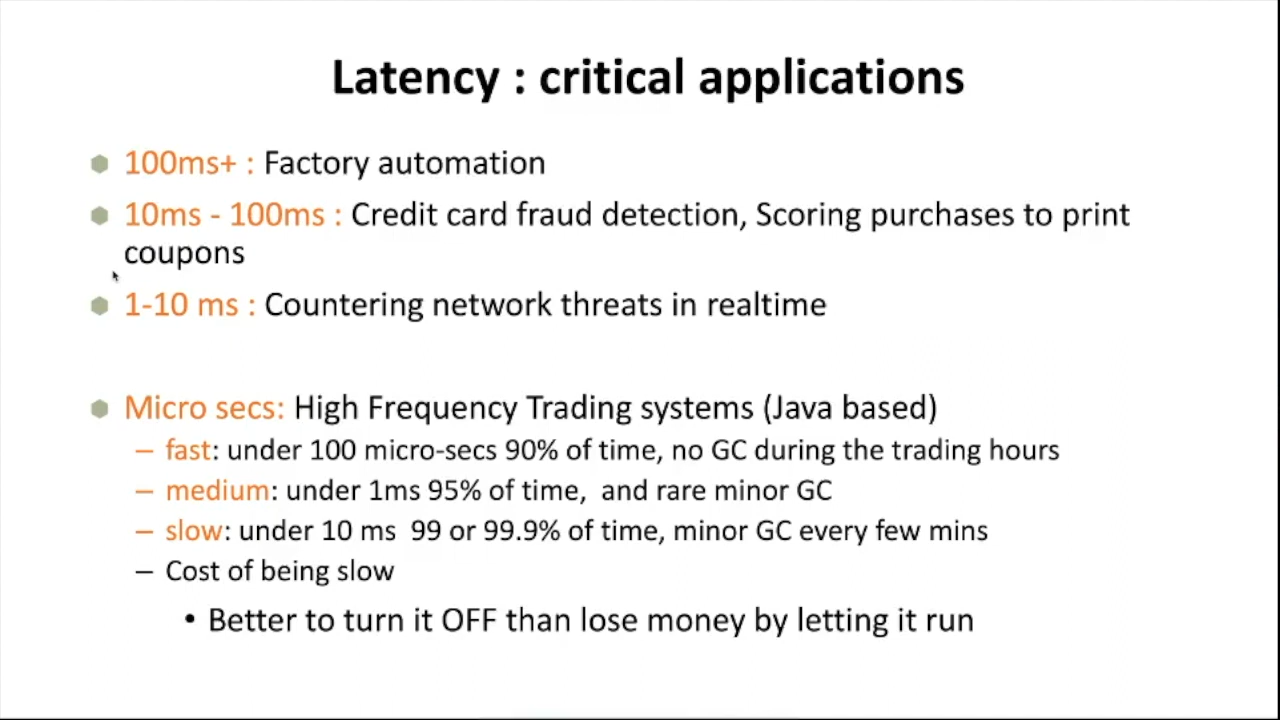 Latency : critical applications
100ms+ : Factory automation
10ms - 100ms : Credit card fraud detection, Scoring purchases to print
coupons
1-10 ms : Countering network threats in realtime
Micro secs: High Frequency Trading systems (Java based)
– fast: under 100 micro-secs 90% of time, no GC during the trading hours
– medium: under 1ms 95% of time,  and rare minor GC
– slow: under 10 ms  99 or 99.9% of time, minor GC every few mins
– Cost of being slow
• Better to turn it OFF than lose money by letting it run